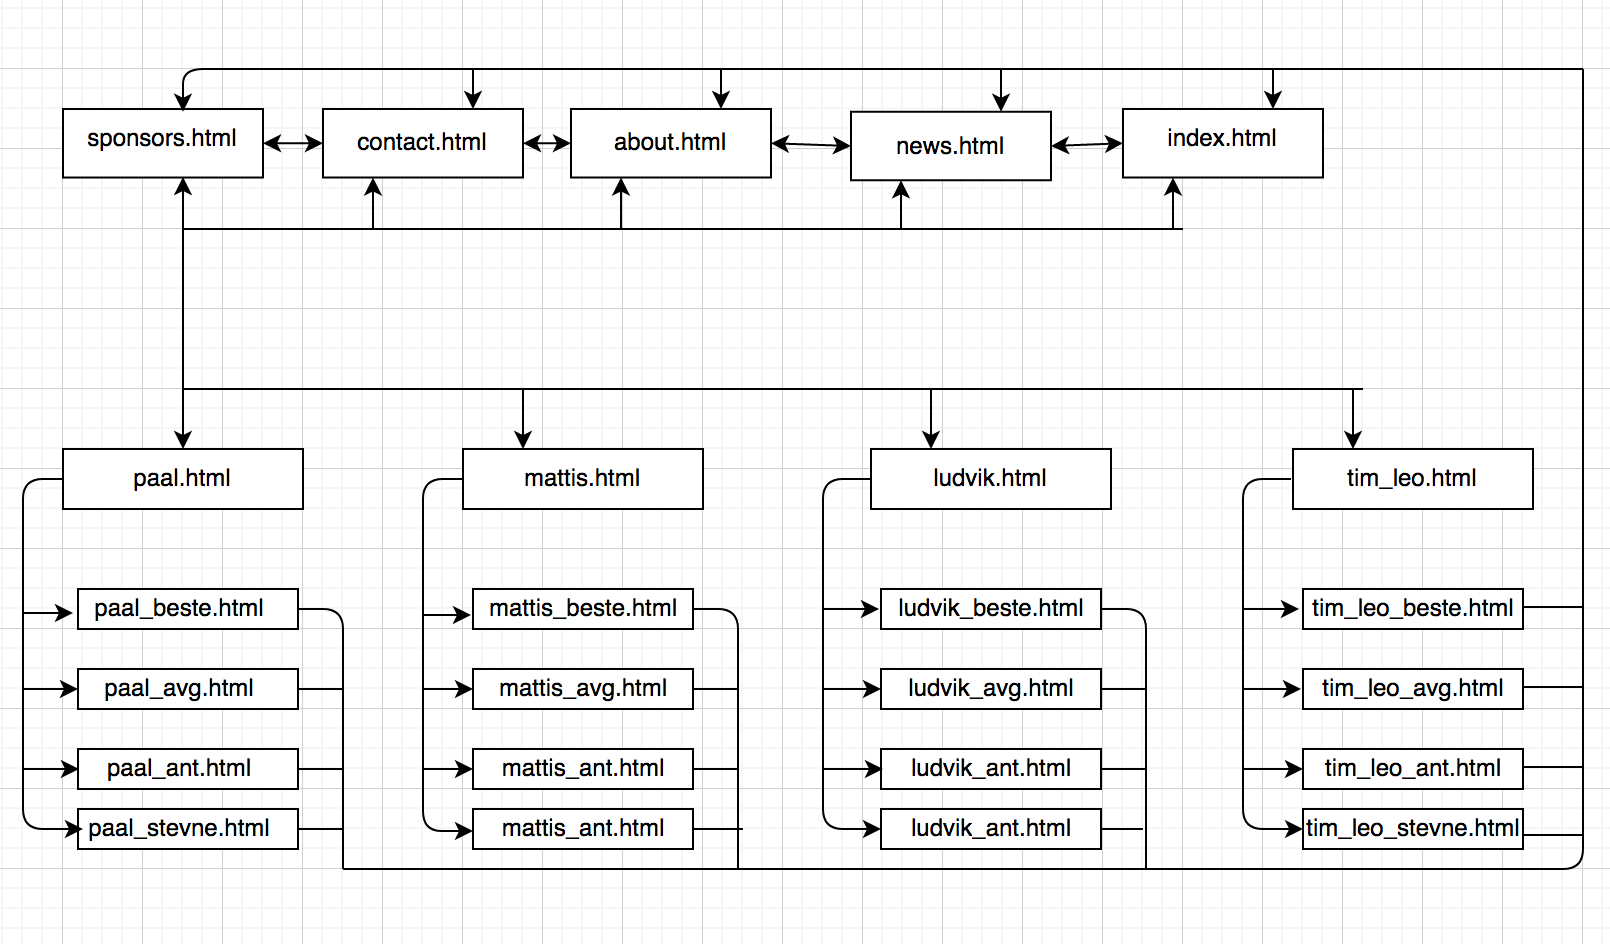 sponsors.html
contact.html
about.html
news.html
index.html
paal.html
mattis.html
ludvik.html
tim_leo.html
paal_beste.html
mattis_beste.html
ludvik_beste.html
tim_leo_beste.html
paal_avg.html
mattis_avg.html
ludvik_avg.html
tim_leo_avg.html
paal_ant.html
mattis_ant.html
ludvik_ant.html
tim_leo_ant.html
paal_stevne.html
mattis_ant.html
ludvik_ant.html
tim_leo_stevne.html